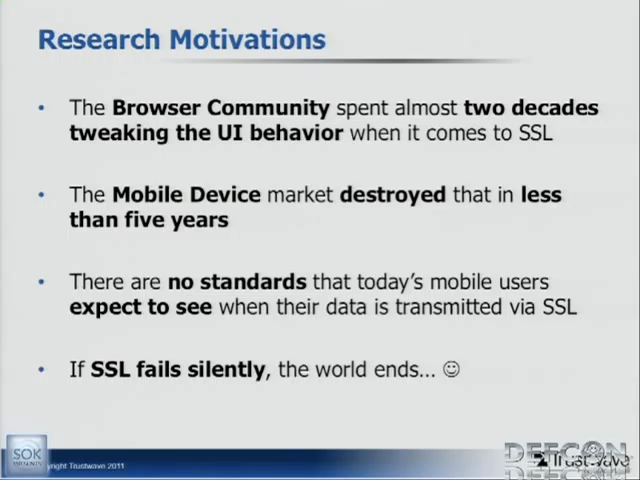 Research Motivations
• The Browser Community spent almost two decades
tweaking the UI behavior when it comes to SSL
• The Mobile Device market destroyed that in less
than five years
• There are no standards that today's mobile users
expect to see when their data is transmitted via SSL
• If SSL fails silently, the world ends... ☺
SOK
pyright Trustwave 2011
DEFCON
Trustwave